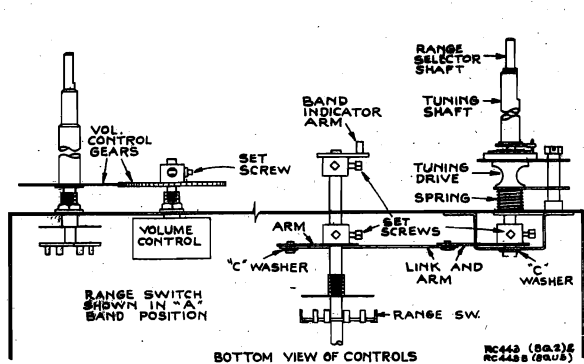 RANGE
SELECTOR
SHAFT
BAND
INDICATOR
ARM
TUNING
SHAFT
VOL.
CONTROL
GEARS
SET
SCREW
TUNING
DRIVE
SPRING
VOLUME
CONTROL
ARM
SET
SCREWS
"C" WASHER
LINK AND
ARM
"C"
WASHER
RANGE SWITCH
SHOWN IN "A"
BAND POSITION
RANGE SW.
BOTTOM VIEW OF CONTROLS